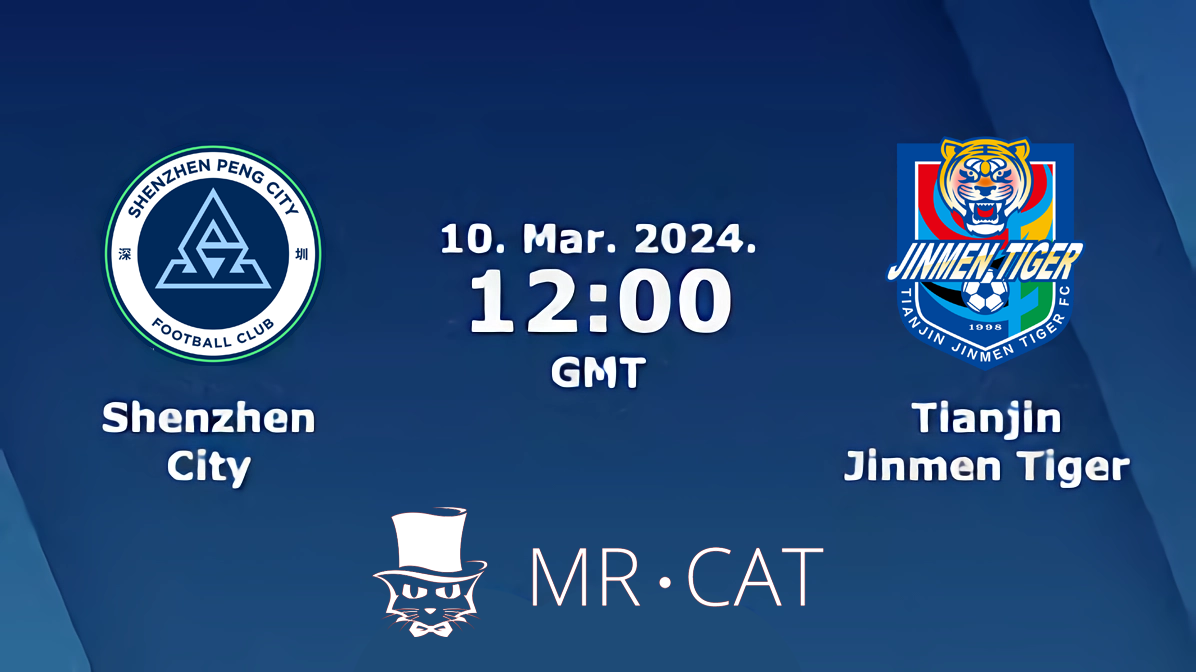 SHENZHEN PENG CITY
深 圳
FOOTBALL CLUB
Shenzhen
City
10. Mar. 2024.
12:00
GMT
JINMEN TIGER
1998
TIANJIN JINMEN TIGER FC
Tianjin
Jinmen Tiger
MR·CAT